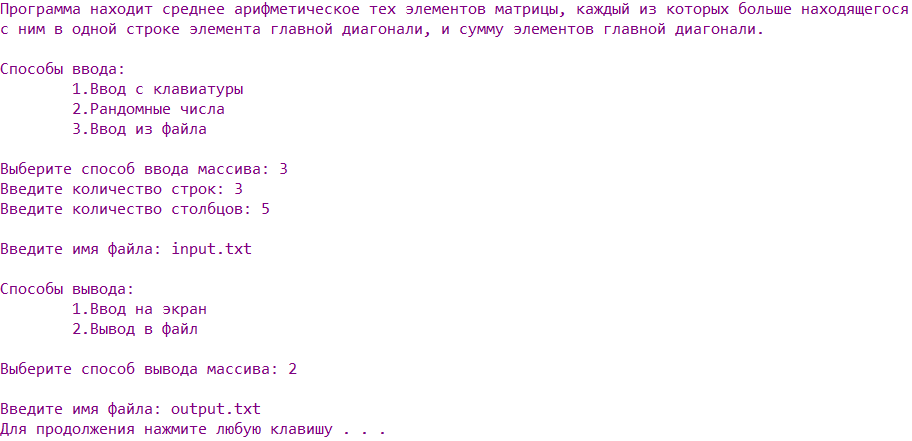 Программа находит среднее арифметическое тех элементов матрицы, каждый из которых больше находящегося
с ним в одной строке элемента главной диагонали, и сумму элементов главной диагонали.
Способы ввода:
1.Ввод с клавиатуры
2.Рандомные числа
3.Ввод из файла
Выберите способ ввода массива: 3
Введите количество строк: 3
Введите количество столбцов: 5
Введите имя файла: input.txt
Способы вывода:
1.Ввод на экран
2.Вывод в файл
Выберите способ вывода массива: 2
Введите имя файла: output.txt
Для продолжения нажмите любую клавишу . . .